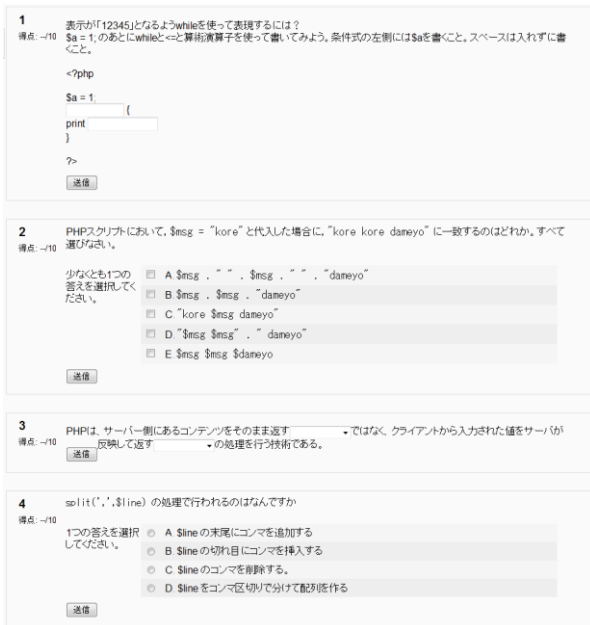 1
得点: --/10
表示が「12345」となるようwhileを使って表現するには？
$a = 1; のあとにwhileと<=と算術演算子を使って書いてみよう。条件式の左側には$aを書くこと。スペースは入れずに書
くこと。
<?php
$a = 1;
{
print
}
?>
送信
2
得点: --/10
PHPスクリプトにおいて, $msg = "kore" と代入した場合に, "kore kore dameyo" に一致するのはどれか。すべて
選びなさい。
少なくとも1つの
答えを選択してく
ださい。
A. $msg . " " . $msg . " " . "dameyo"
B. $msg . $msg . "dameyo"
C. "kore $msg dameyo"
D. "$msg $msg" . " dameyo"
E. $msg $msg $dameyo
送信
3
得点: --/10
PHPは、サーバー側にあるコンテンツをそのまま返す ではなく、クライアントから入力された値をサーバが
反映して返す の処理を行う技術である。
送信
4
得点: --/10
split(',',$line) の処理で行われるのはなんですか
1つの答えを選択
してください。
A. $line の末尾にコンマを追加する
B. $line の切れ目にコンマを挿入する
C. $line のコンマを削除する。
D. $line をコンマ区切りで分けて配列を作る
送信